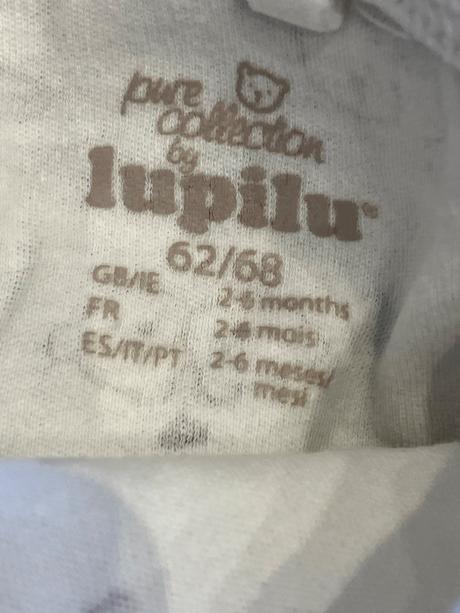 pure
collection
by
lupilu®
62/68
GB/IE 2-6 months
FR 2-6 mois
ES/IT/PT 2-6 meses/
mesi